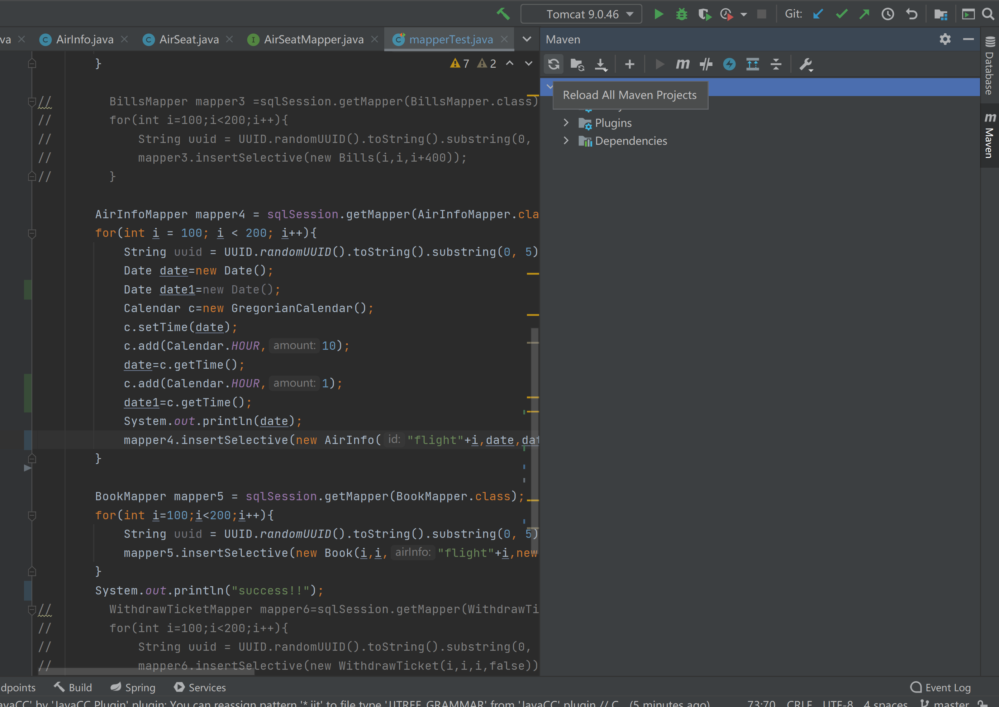 Tomcat 9.0.46 Git:
va AirInfo.java AirSeat.java AirSeatMapper.java mapperTest.java Maven
7 2
Database
Maven
Reload All Maven Projects
Plugins
Dependencies
}
// BillsMapper mapper3 =sqlSession.getMapper(BillsMapper.class)
// for(int i=100;i<200;i++){
// String uuid = UUID.randomUUID().toString().substring(0,
// mapper3.insertSelective(new Bills(i,i,i+400));
// }
AirInfoMapper mapper4 = sqlSession.getMapper(AirInfoMapper.cla
for(int i = 100; i < 200; i++){
String uuid = UUID.randomUUID().toString().substring(0, 5)
Date date=new Date();
Date date1=new Date();
Calendar c=new GregorianCalendar();
c.setTime(date);
c.add(Calendar.HOUR, amount: 10);
date=c.getTime();
c.add(Calendar.HOUR, amount: 1);
date1=c.getTime();
System.out.println(date);
mapper4.insertSelective(new AirInfo( id: "flight"+i,date,dat
}
BookMapper mapper5 = sqlSession.getMapper(BookMapper.class);
for(int i=100;i<200;i++){
String uuid = UUID.randomUUID().toString().substring(0, 5)
mapper5.insertSelective(new Book(i,i, airInfo: "flight"+i,new
}
System.out.println("success!!");
// WithdrawTicketMapper mapper6=sqlSession.getMapper(WithdrawTi
// for(int i=100;i<200;i++){
// String uuid = UUID.randomUUID().toString().substring(0,
// mapper6.insertSelective(new WithdrawTicket(i,i,i,false))
dpoints Build Spring Services Event Log
avaCC' by 'JavaCC Plugin' plugin: You can reassign pattern '*.jjt' to file type 'JJTREE_GRAMMAR' from 'JavaCC' plugin // C... (5 minutes ago) 73:70 CRLF UTF-8 4 spaces master